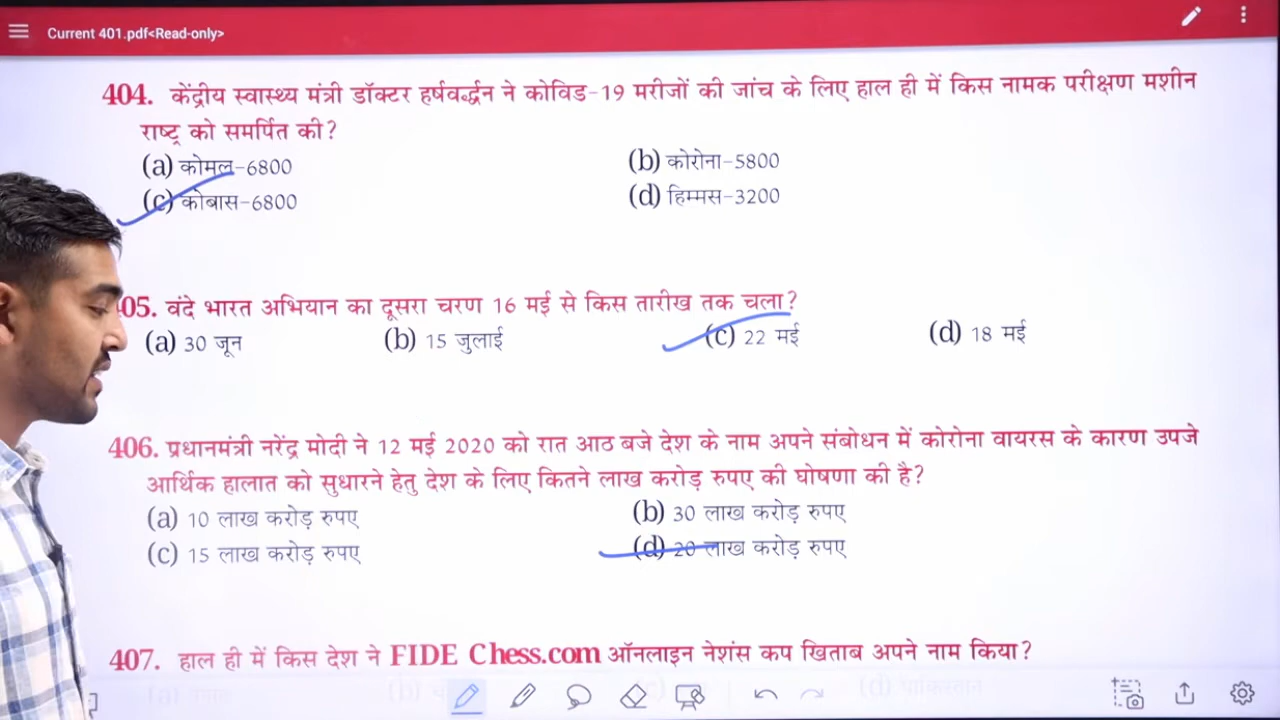 Current 401.pdf<Read-only>
404. केंद्रीय स्वास्थ्य मंत्री डॉक्टर हर्षवर्द्धन ने कोविड-19 मरीजों की जांच के लिए हाल ही में किस नामक परीक्षण मशीन
राष्ट्र को समर्पित की?
(a) कोमल-6800 (b) कोरोना-5800
(c) कोबास-6800 (d) हिम्मस-3200
05. वंदे भारत अभियान का दूसरा चरण 16 मई से किस तारीख तक चला?
(a) 30 जून (b) 15 जुलाई (c) 22 मई (d) 18 मई
406. प्रधानमंत्री नरेंद्र मोदी ने 12 मई 2020 को रात आठ बजे देश के नाम अपने संबोधन में कोरोना वायरस के कारण उपजे
आर्थिक हालात को सुधारने हेतु देश के लिए कितने लाख करोड़ रुपए की घोषणा की है?
(a) 10 लाख करोड़ रुपए (b) 30 लाख करोड़ रुपए
(c) 15 लाख करोड़ रुपए (d) 20 लाख करोड़ रुपए
407. हाल ही में किस देश ने FIDE Chess.com ऑनलाइन नेशंस कप खिताब अपने नाम किया?
(a) (b) (c) (d) पाकिस्तान